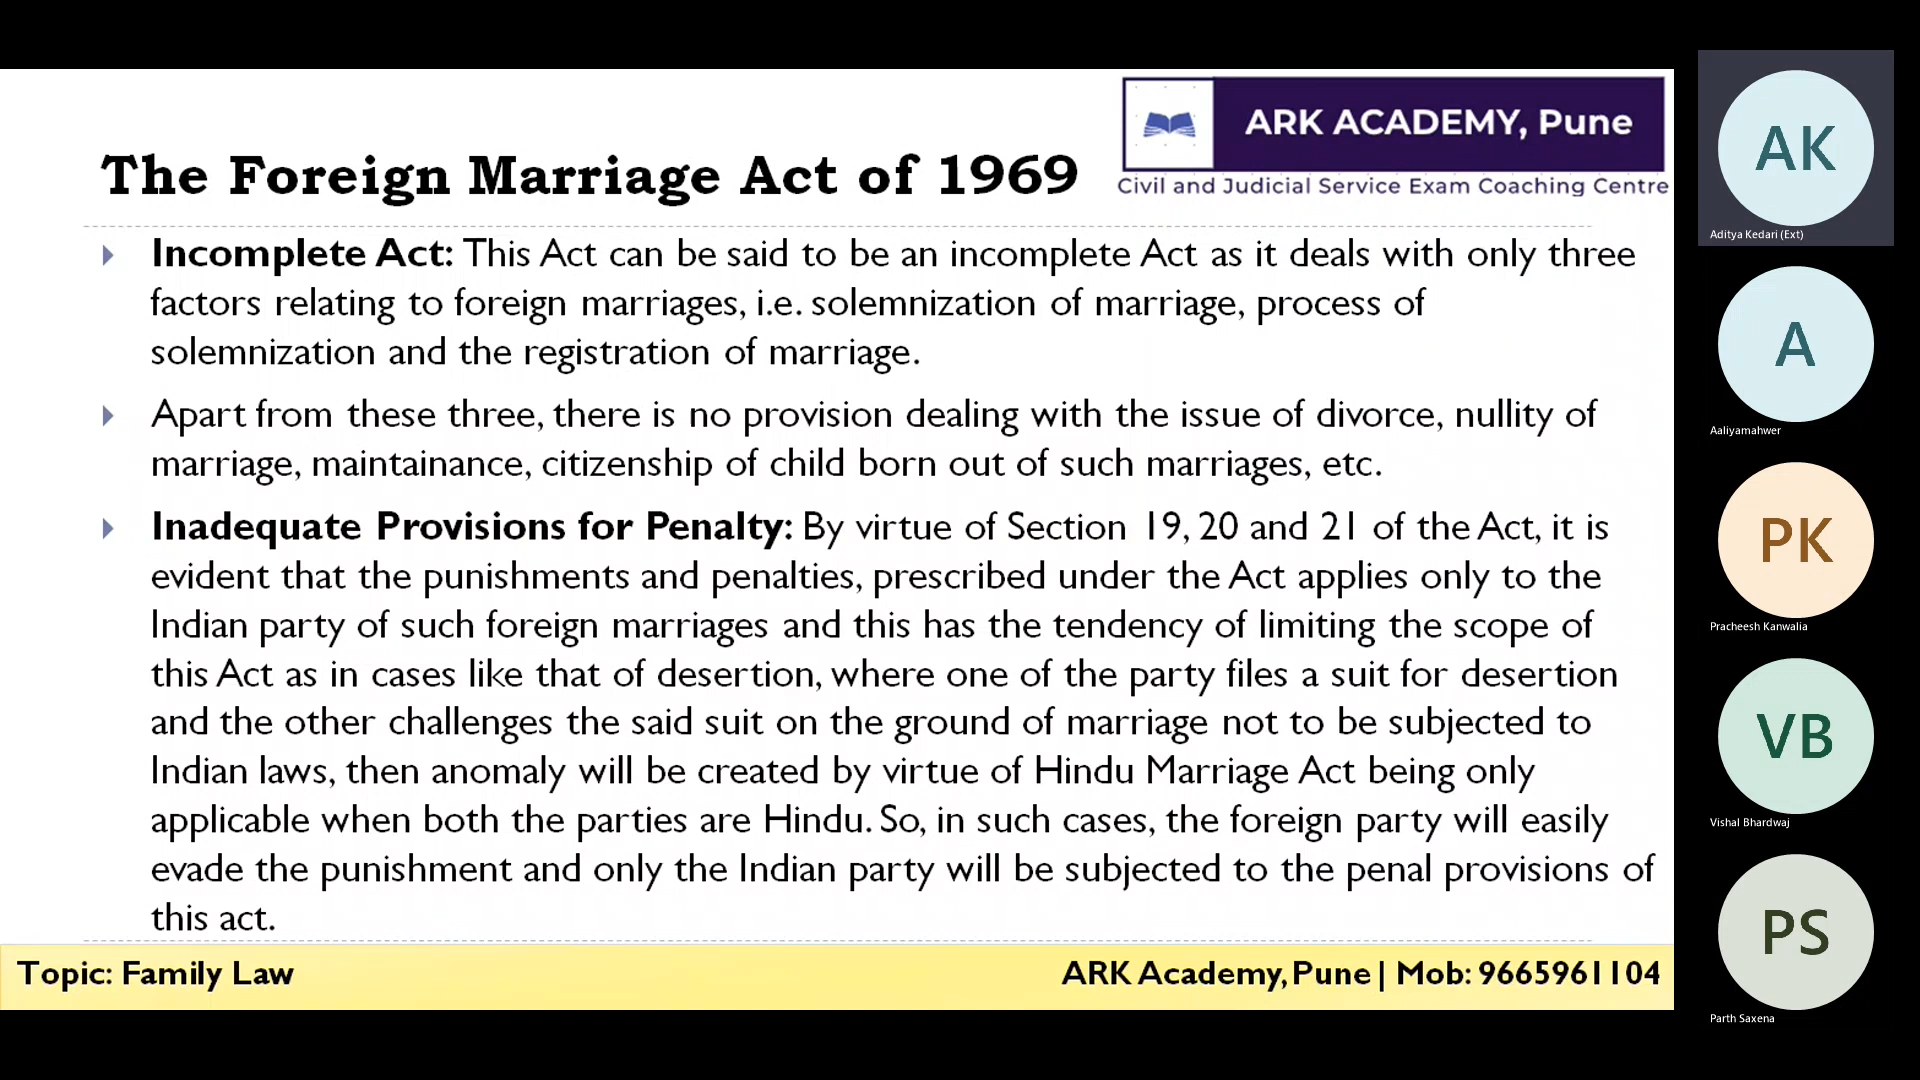 ARK ACADEMY, Pune
Civil and Judicial Service Exam Coaching Centre
The Foreign Marriage Act of 1969
Incomplete Act: This Act can be said to be an incomplete Act as it deals with only three
factors relating to foreign marriages, i.e. solemnization of marriage, process of
solemnization and the registration of marriage.
Apart from these three, there is no provision dealing with the issue of divorce, nullity of
marriage, maintainance, citizenship of child born out of such marriages, etc.
Inadequate Provisions for Penalty: By virtue of Section 19, 20 and 21 of the Act, it is
evident that the punishments and penalties, prescribed under the Act applies only to the
Indian party of such foreign marriages and this has the tendency of limiting the scope of
this Act as in cases like that of desertion, where one of the party files a suit for desertion
and the other challenges the said suit on the ground of marriage not to be subjected to
Indian laws, then anomaly will be created by virtue of Hindu Marriage Act being only
applicable when both the parties are Hindu. So, in such cases, the foreign party will easily
evade the punishment and only the Indian party will be subjected to the penal provisions of
this act.
Topic: Family Law
ARK Academy, Pune | Mob: 9665961104
AK
Aditya Kedari (Ext)
A
Aaliyamahwer
PK
Pracheesh Kanwalia
VB
Vishal Bhardwaj
PS
Parth Saxena